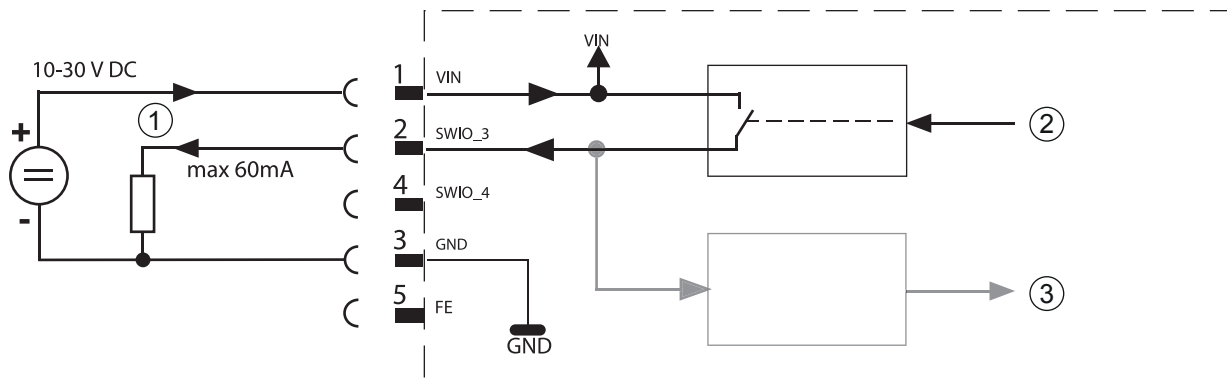 10-30 V DC
+
-
①
max 60mA
1
VIN
VIN
2
SWIO_3
4
SWIO_4
3
GND
5
FE
GND
②
③